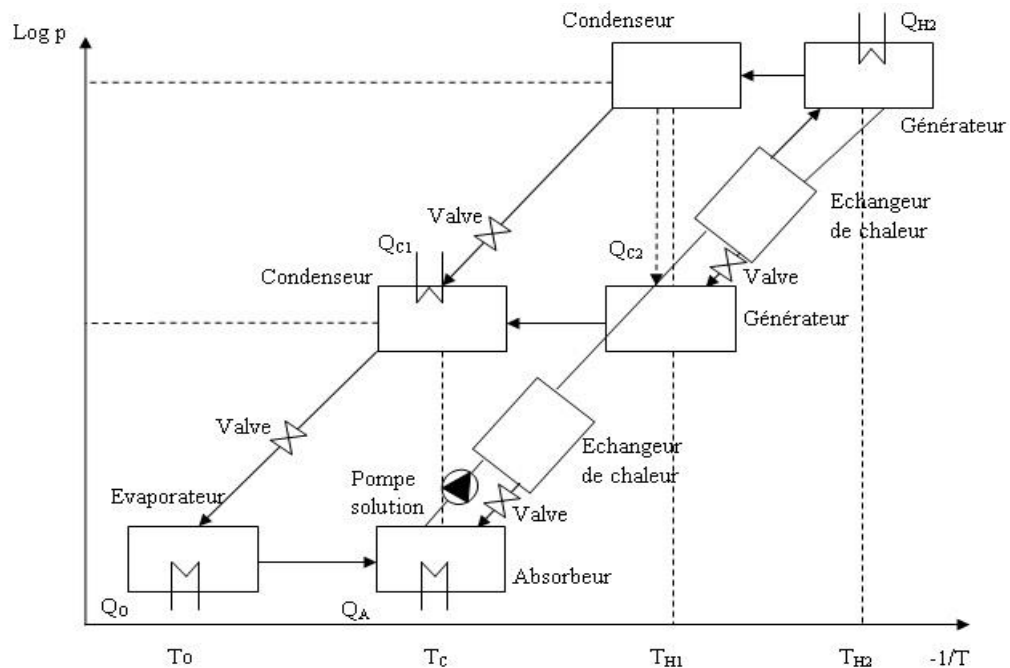 Log p
Condenseur
QH2
Générateur
Echangeur
de chaleur
Valve
QC1
QC2
Valve
Condenseur
Générateur
Valve
Echangeur
de chaleur
Pompe
solution
Evaporateur
Valve
Absorbeur
QO
QA
TO
TC
TH1
TH2
-1/T